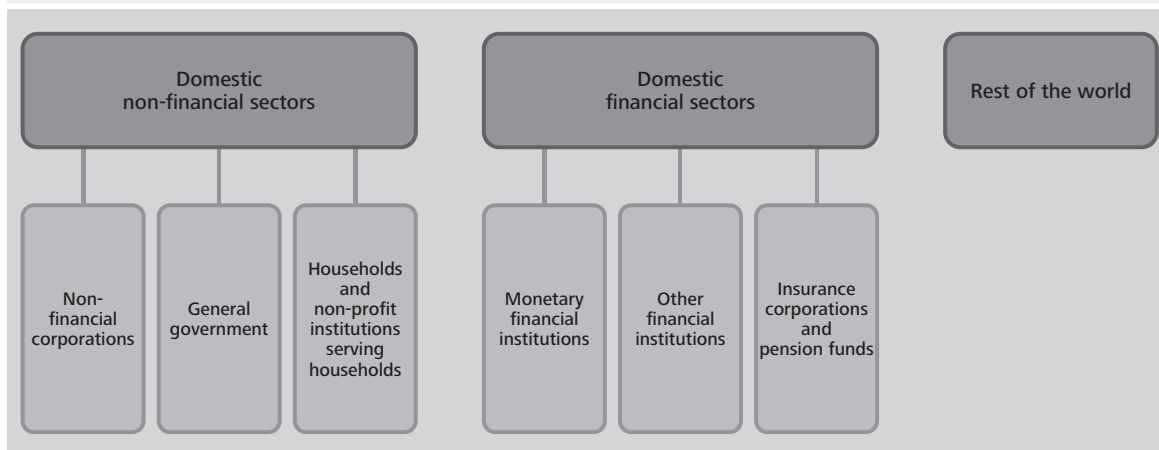 Domestic
non-financial sectors
Domestic
financial sectors
Rest of the world
Non-
financial
corporations
General
government
Households
and
non-profit
institutions
serving
households
Monetary
financial
institutions
Other
financial
institutions
Insurance
corporations
and
pension funds